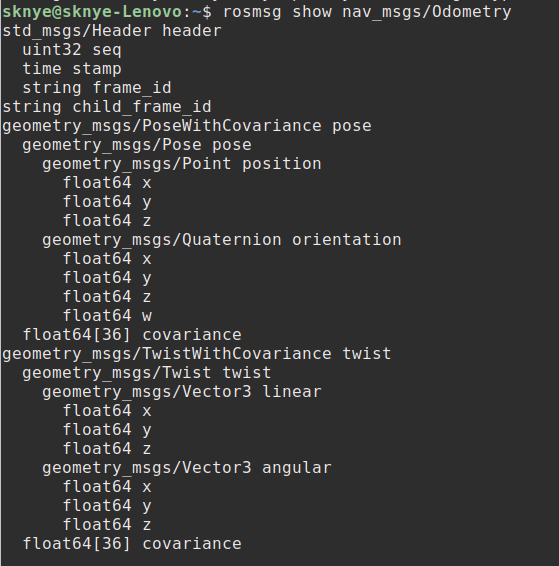 sknye@sknye-Lenovo:~$ rosmsg show nav_msgs/Odometry
std_msgs/Header header
  uint32 seq
  time stamp
  string frame_id
string child_frame_id
geometry_msgs/PoseWithCovariance pose
  geometry_msgs/Pose pose
    geometry_msgs/Point position
      float64 x
      float64 y
      float64 z
    geometry_msgs/Quaternion orientation
      float64 x
      float64 y
      float64 z
      float64 w
  float64[36] covariance
geometry_msgs/TwistWithCovariance twist
  geometry_msgs/Twist twist
    geometry_msgs/Vector3 linear
      float64 x
      float64 y
      float64 z
    geometry_msgs/Vector3 angular
      float64 x
      float64 y
      float64 z
  float64[36] covariance